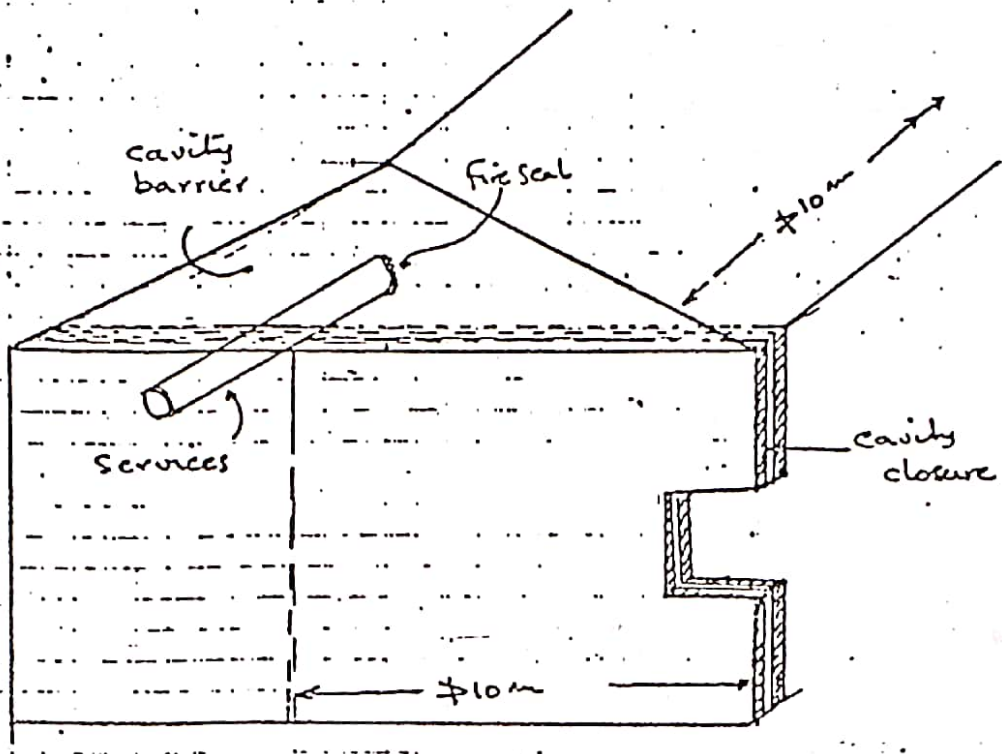 cavity
barrier
fire seal
≯10m
services
cavity
closure
≯10m